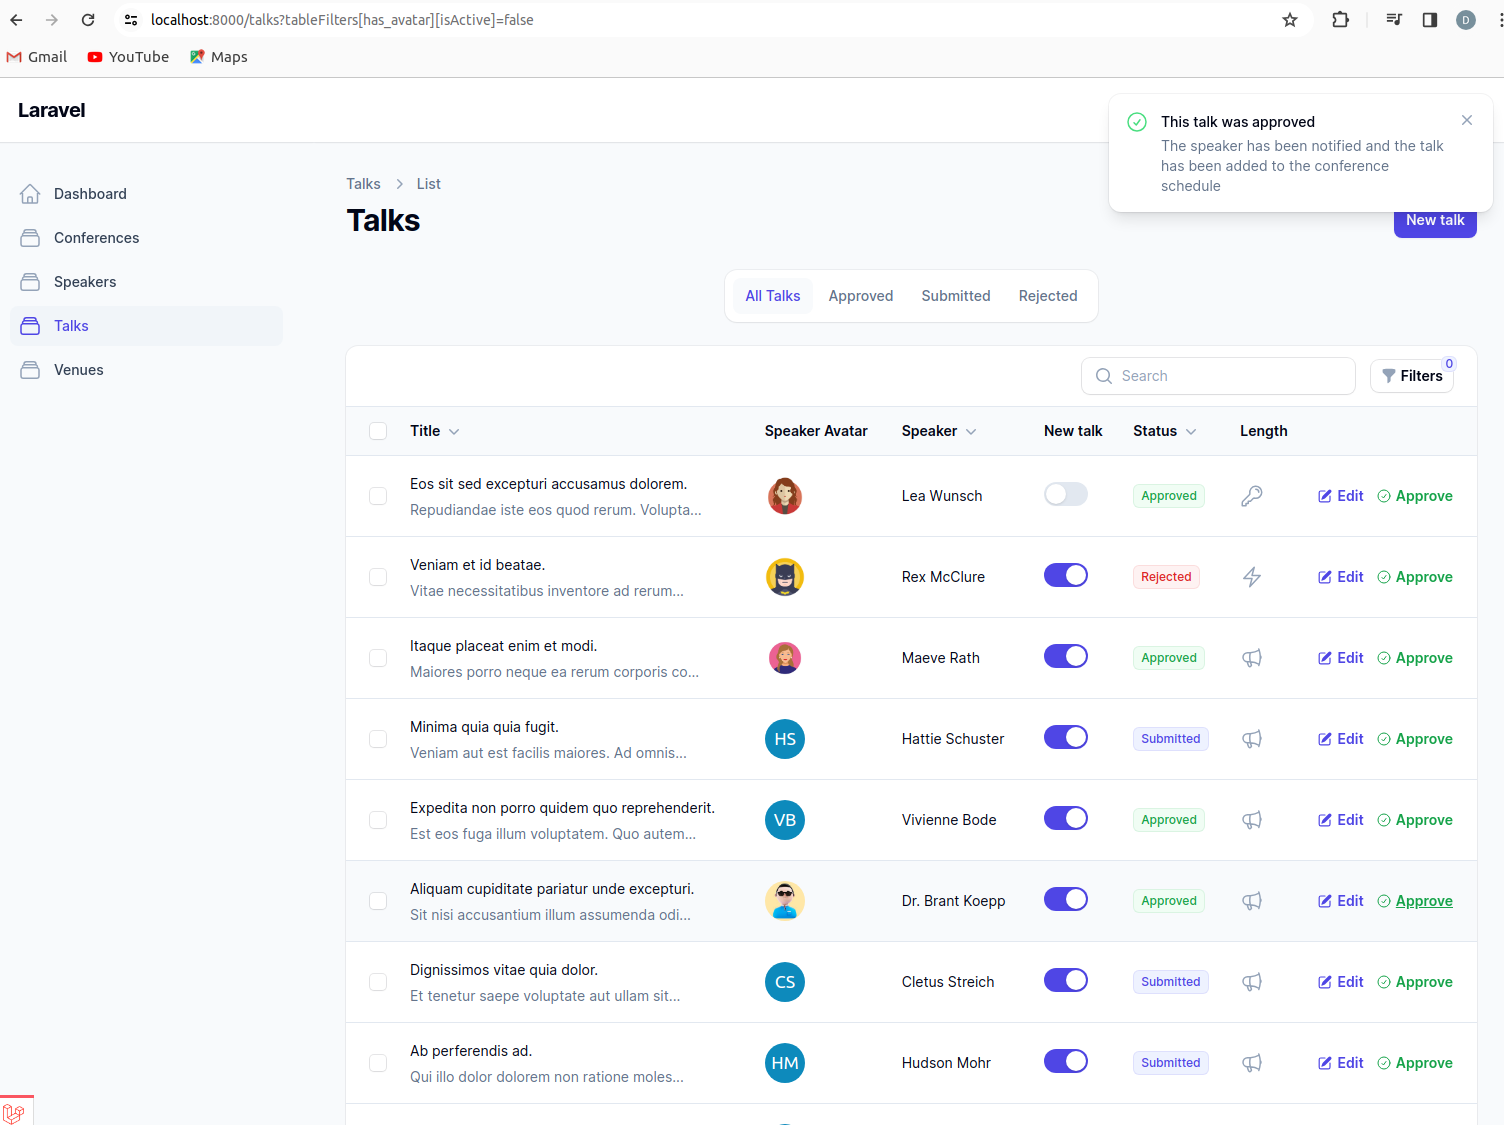 localhost:8000/talks?tableFilters[has_avatar][isActive]=false
D
Gmail YouTube Maps
Laravel
This talk was approved
The speaker has been notified and the talk
has been added to the conference
schedule
Dashboard
Conferences
Speakers
Talks
Venues
Talks List
Talks
New talk
All Talks Approved Submitted Rejected
Search
Filters 0
Title Speaker Avatar Speaker New talk Status Length
Eos sit sed excepturi accusamus dolorem.
Repudiandae iste eos quod rerum. Volupta...
Lea Wunsch Approved Edit Approve
Veniam et id beatae.
Vitae necessitatibus inventore ad rerum...
Rex McClure Rejected Edit Approve
Itaque placeat enim et modi.
Maiores porro neque ea rerum corporis co...
Maeve Rath Approved Edit Approve
Minima quia quia fugit.
Veniam aut est facilis maiores. Ad omnis...
HS Hattie Schuster Submitted Edit Approve
Expedita non porro quidem quo reprehenderit.
Est eos fuga illum voluptatem. Quo autem...
VB Vivienne Bode Approved Edit Approve
Aliquam cupiditate pariatur unde excepturi.
Sit nisi accusantium illum assumenda odi...
Dr. Brant Koepp Approved Edit Approve
Dignissimos vitae quia dolor.
Et tenetur saepe voluptate aut ullam sit...
CS Cletus Streich Submitted Edit Approve
Ab perferendis ad.
Qui illo dolor dolorem non ratione moles...
HM Hudson Mohr Submitted Edit Approve